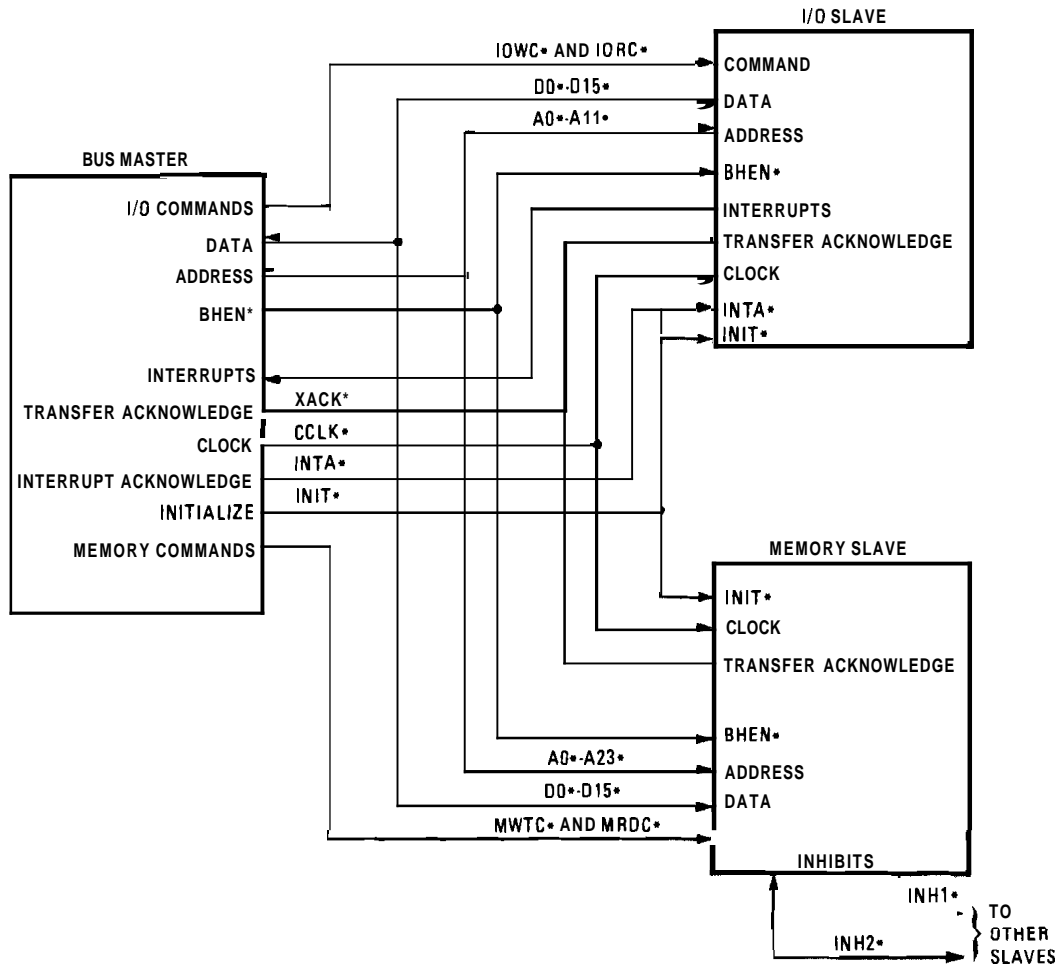 I/O SLAVE
IOWC* AND IORC*
COMMAND
D0*-D15*
DATA
A0*-A11*
ADDRESS
BUS MASTER
BHEN*
I/O COMMANDS
INTERRUPTS
DATA
TRANSFER ACKNOWLEDGE
ADDRESS
CLOCK
BHEN*
INTA*
INIT*
INTERRUPTS
XACK*
TRANSFER ACKNOWLEDGE
CCLK*
CLOCK
INTA*
INTERRUPT ACKNOWLEDGE
INIT*
INITIALIZE
MEMORY COMMANDS
MEMORY SLAVE
INIT*
CLOCK
TRANSFER ACKNOWLEDGE
BHEN*
A0*-A23*
ADDRESS
D0*-D15*
DATA
MWTC* AND MRDC*
INHIBITS
INH1*
INH2*
TO
OTHER
SLAVES